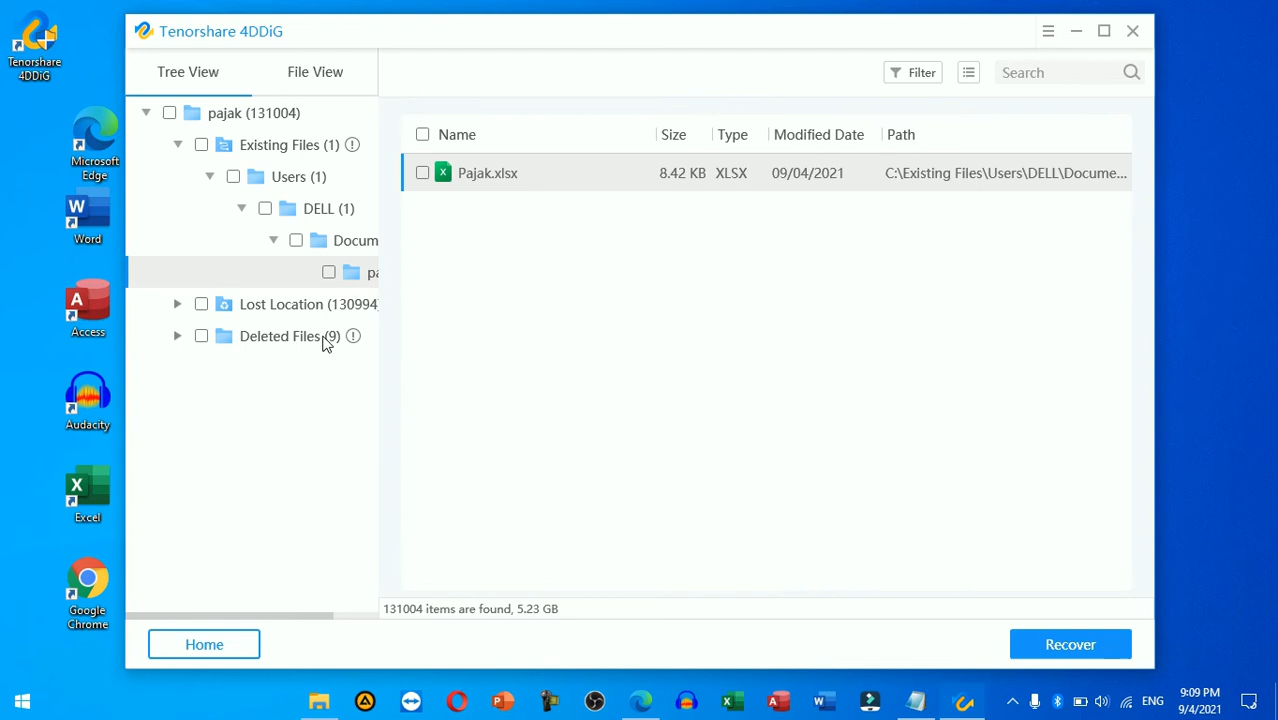 Tenorshare 4DDiG
Tenorshare
4DDiG
Microsoft
Edge
Word
Access
Audacity
Excel
Google
Chrome
Tree View
File View
Filter
Search
pajak (131004)
Existing Files (1)
Users (1)
DELL (1)
Docum
pa
Lost Location (130994)
Deleted Files (9)
Name
Size
Type
Modified Date
Path
Pajak.xlsx
8.42 KB
XLSX
09/04/2021
C:\Existing Files\Users\DELL\Docume...
131004 items are found, 5.23 GB
Home
Recover
ENG
9:09 PM
9/4/2021